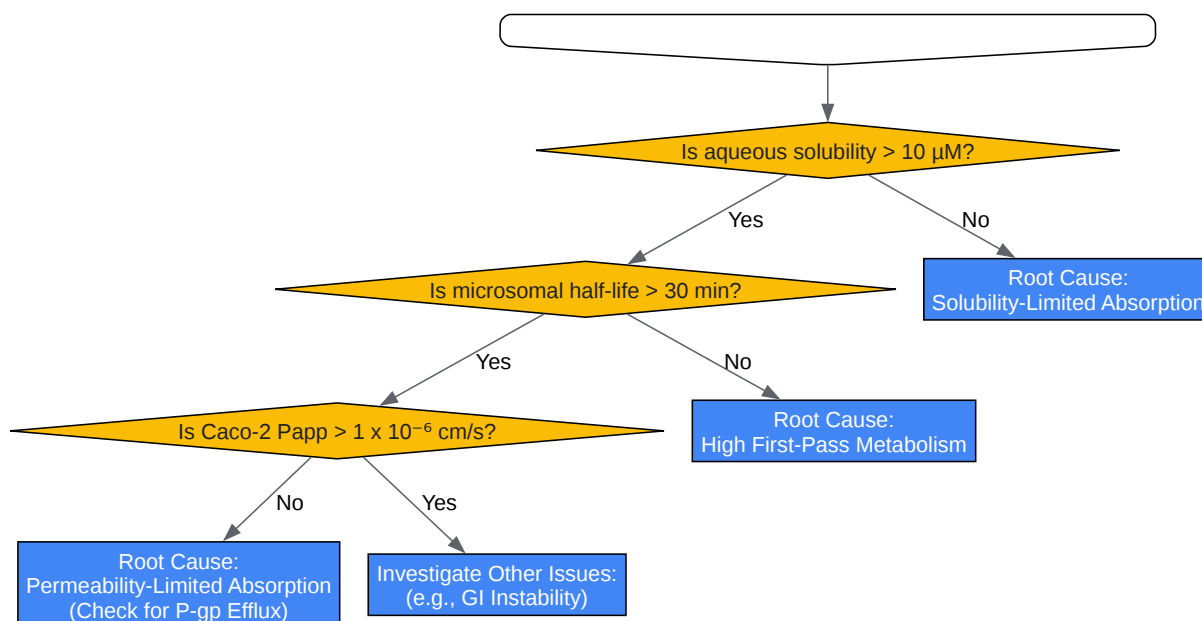 Is aqueous solubility > 10 µM?
Yes
No
Root Cause:
Solubility-Limited Absorption
Is microsomal half-life > 30 min?
Yes
No
Root Cause:
High First-Pass Metabolism
Is Caco-2 Papp > 1 x 10⁻⁶ cm/s?
No
Yes
Root Cause:
Permeability-Limited Absorption
(Check for P-gp Efflux)
Investigate Other Issues:
(e.g., GI Instability)